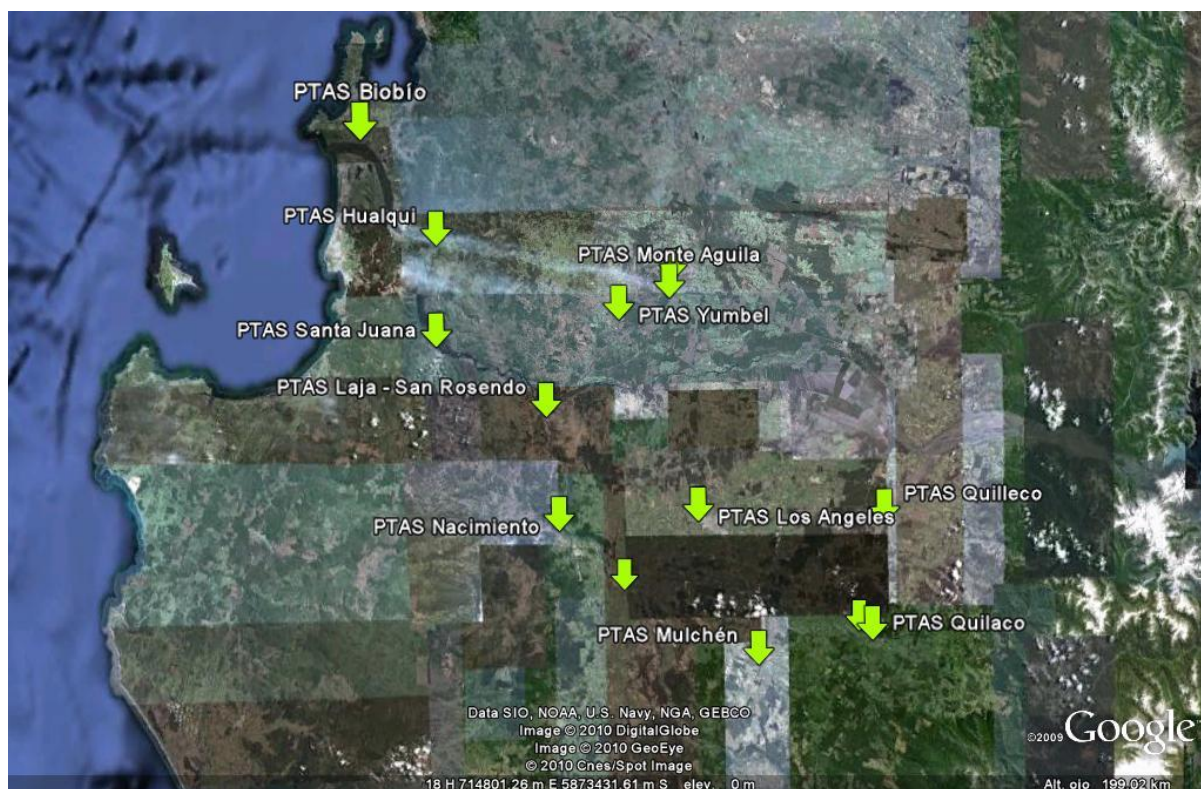 PTAS Biobío
PTAS Hualqui
PTAS Monte Aguila
PTAS Yumbel
PTAS Santa Juana
PTAS Laja - San Rosendo
PTAS Quilleco
PTAS Los Angeles
PTAS Nacimiento
PTAS Quilaco
PTAS Mulchén
Data SIO, NOAA, U.S. Navy, NGA, GEBCO
Image © 2010 DigitalGlobe
Image © 2010 GeoEye
© 2010 Cnes/Spot Image
©2009 Google
18 H 714801.26 m E 5873431.61 m S elev. 0 m
Alt. ojo 199.02 km